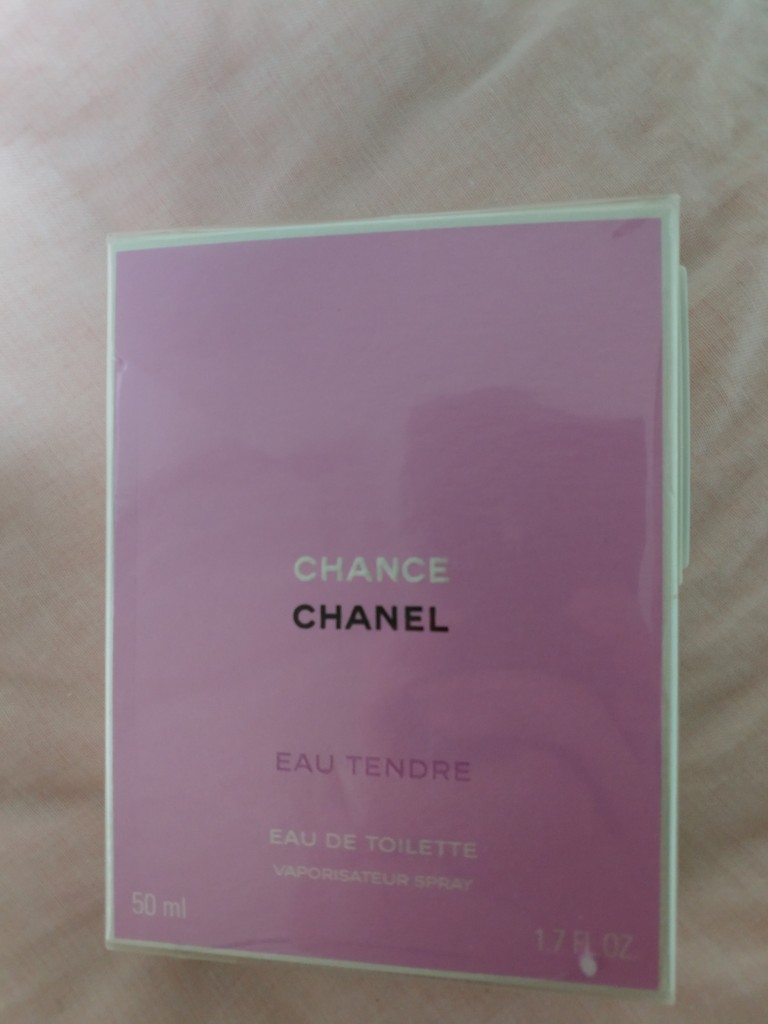 CHANCE
CHANEL
EAU TENDRE
EAU DE TOILETTE
VAPORISATEUR SPRAY
50 ml
1.7 FL. OZ.